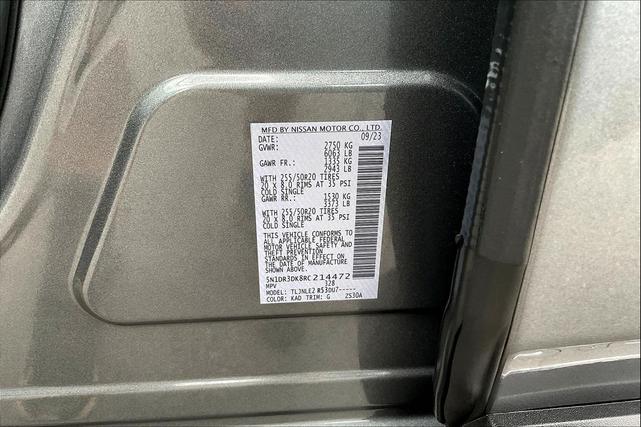 MFD BY NISSAN MOTOR CO., LTD.
DATE: 09/23
GVWR: 2750 KG
6063 LB
GAWR FR.: 1335 KG
2943 LB
WITH 255/50R20 TIRES
20 x 8.0 RIMS AT 35 PSI
COLD SINGLE
GAWR RR.: 1530 KG
3373 LB
WITH 255/50R20 TIRES
20 x 8.0 RIMS AT 35 PSI
COLD SINGLE
THIS VEHICLE CONFORMS TO
ALL APPLICABLE FEDERAL
MOTOR VEHICLE SAFETY AND
THEFT PREVENTION
STANDARDS IN EFFECT ON
THE DATE OF MANUFACTURE
SHOWN ABOVE.
5N1DR3DK8RC214472
MPV 328
MODEL: TLJNLE2 R53DU7-----
COLOR: KAD TRIM: G 2S30A